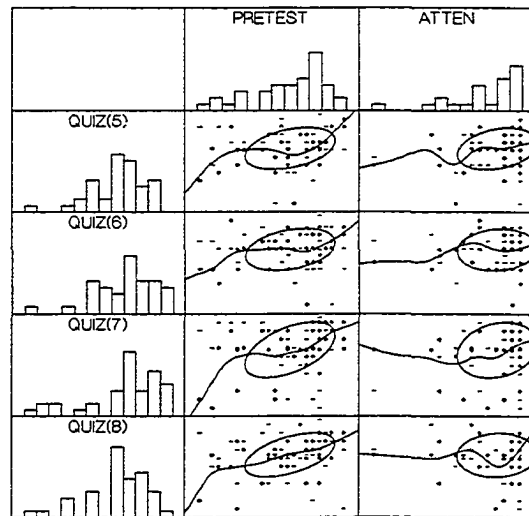 PRETEST
ATTEN
QUIZ(5)
QUIZ(6)
QUIZ(7)
QUIZ(8)